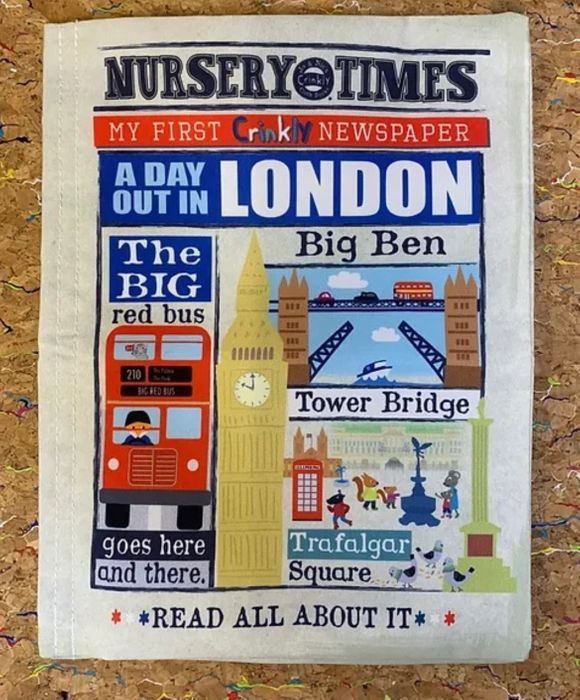 NURSERY TIMES
Crinkly
MY FIRST Crinkly NEWSPAPER
A DAY
OUT IN
LONDON
The
BIG
red bus
210
BIG RED BUS
goes here
and there.
Big Ben
Tower Bridge
Trafalgar
Square
*READ ALL ABOUT IT*